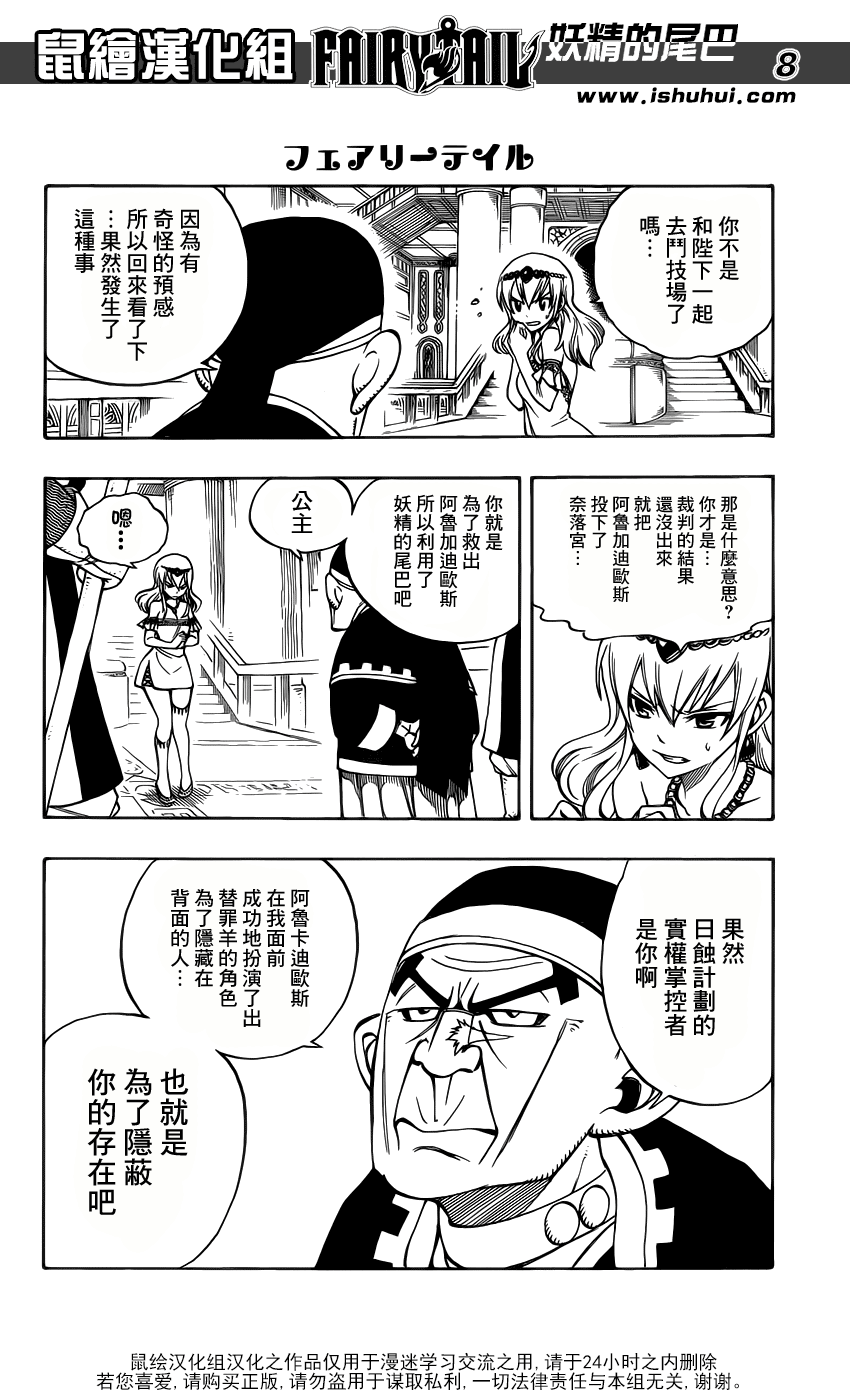 鼠繪漢化組
FAIRY TAIL
妖精的尾巴
8
www.ishuhui.com
フェアリーテイル
你不是
和陛下一起
去鬥技場了
嗎…
因為有
奇怪的預感
所以回來看了下
…果然發生了
這種事
那是什麼意思?
你才是…
裁判的結果
還沒出來
就把
阿魯加迪歐斯
投下了
奈落宮…
你就是
為了救出
阿魯加迪歐斯
所以利用了
妖精的尾巴吧
公主
嗯…
果然
日蝕計劃的
實權掌控者
是你啊
阿魯卡迪歐斯
在我面前
成功地扮演了出
替罪羊的角色
為了隱藏在
背面的人…
也就是
為了隱蔽
你的存在吧
鼠绘汉化组汉化之作品仅用于漫迷学习交流之用,请于24小时之内删除
若您喜爱,请购买正版,请勿用于谋取私利,一切法律责任与本组无关,谢谢。